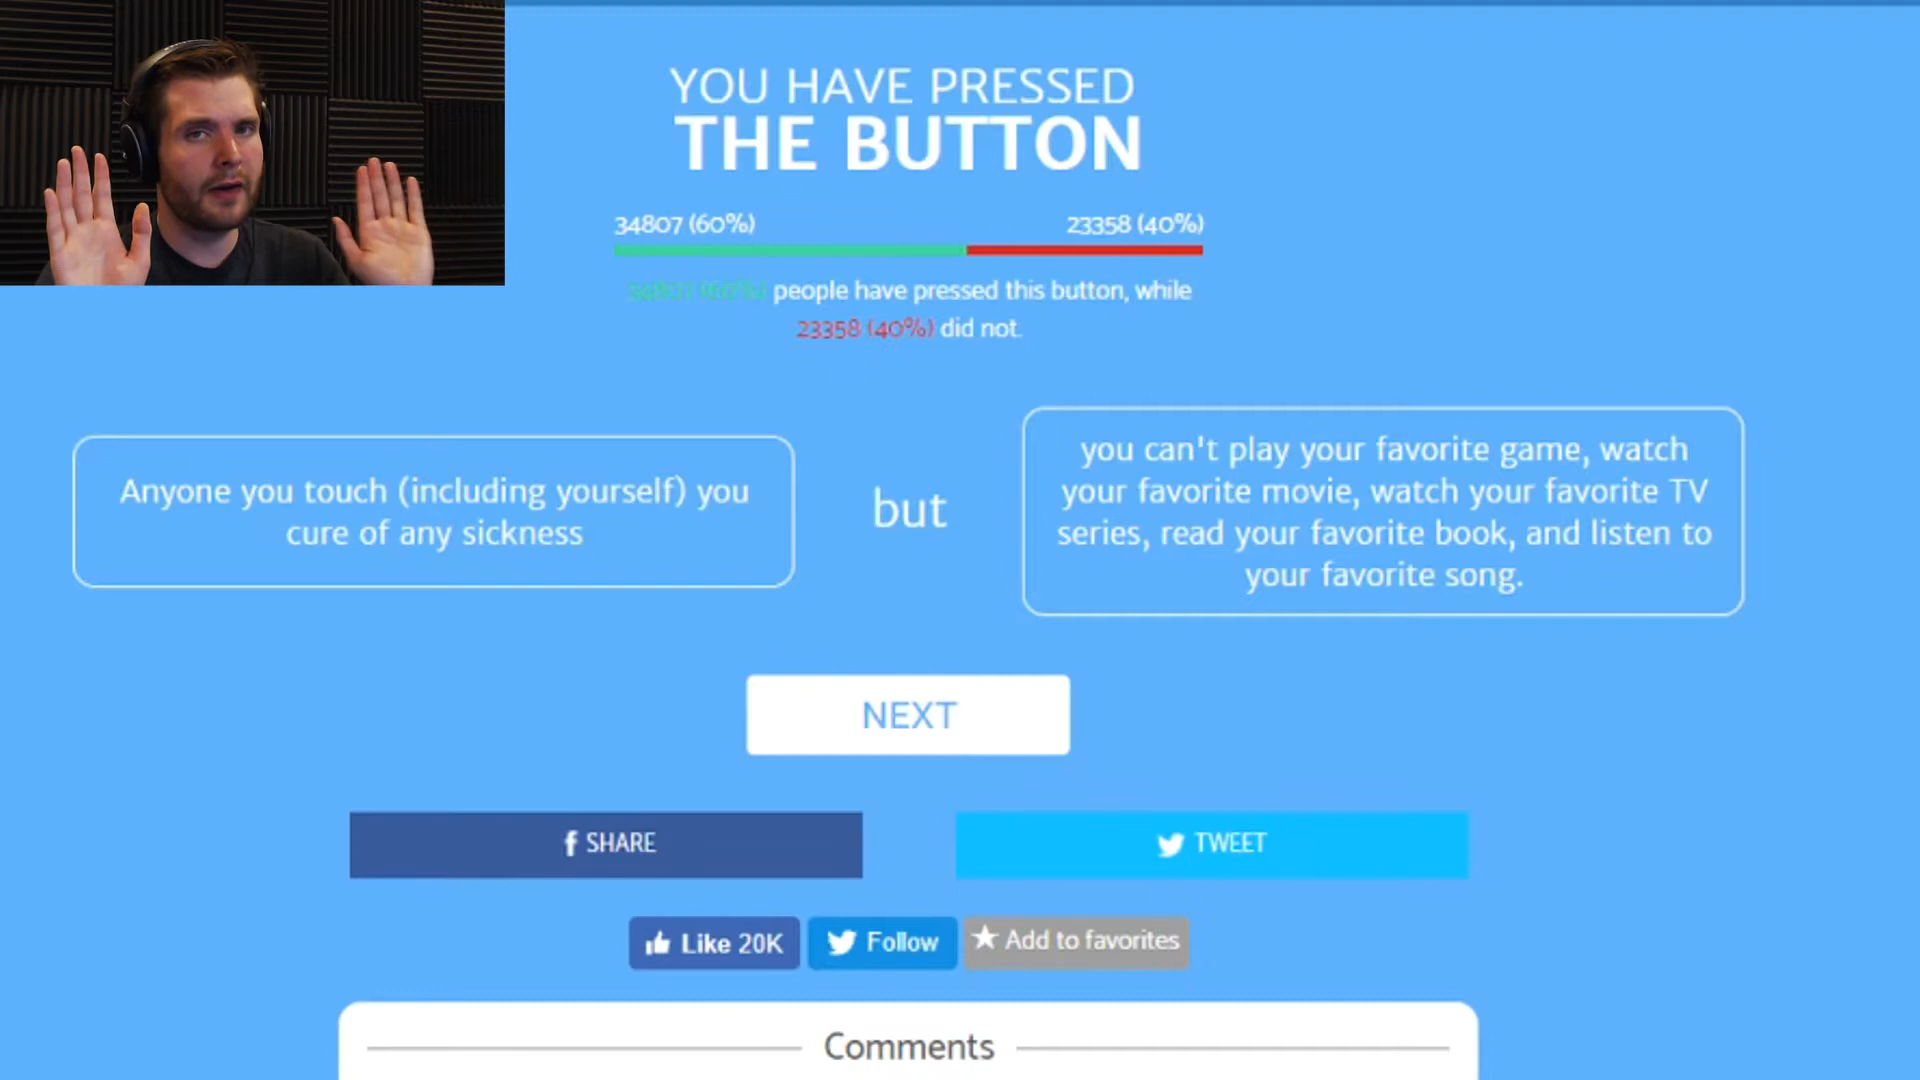 YOU HAVE PRESSED
THE BUTTON
34807 (60%)
23358 (40%)
34807 (60%) people have pressed this button, while
23358 (40%) did not.
Anyone you touch (including yourself) you
cure of any sickness
but
you can't play your favorite game, watch
your favorite movie, watch your favorite TV
series, read your favorite book, and listen to
your favorite song.
NEXT
f SHARE
TWEET
Like 20K
Follow
Add to favorites
Comments